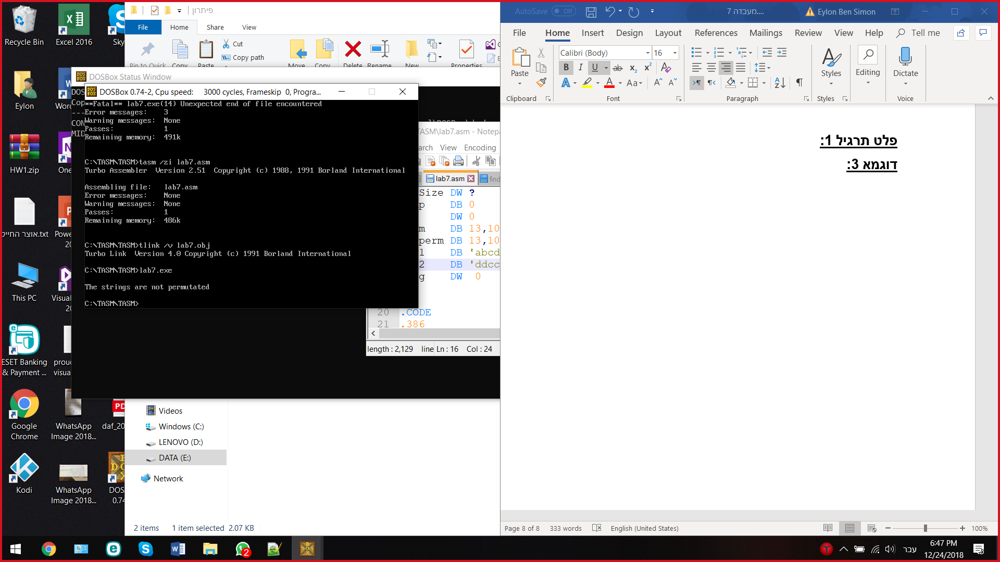 Recycle Bin
Excel 2016
Sky
Eylon
Word
HW1.zip
One
אוצר החיים.txt
Powe
20
This PC
Visual
20
ESET Banking
& Payment ...
proud
visua
Google
Chrome
WhatsApp
Image 2018...
daf_20
Kodi
WhatsApp
Image 2018...
DOS
0.74
פיתרון
File
Home
Share
View
Pin to Quick
Copy
Paste
Cut
Copy path
Move
Copy
Delete
Rename
New
Properties
DOSBox Status Window
DOS
Cop
---
CON
MID
DOSBox 0.74-2, Cpu speed: 3000 cycles, Frameskip 0, Progra...
**Fatal** lab7.exe(14) Unexpected end of file encountered
Error messages: 3
Warning messages: None
Passes: 1
Remaining memory: 491k
C:\TASM\TASM>tasm /zi lab7.asm
Turbo Assembler Version 2.51 Copyright (c) 1988, 1991 Borland International
Assembling file: lab7.asm
Error messages: None
Warning messages: None
Passes: 1
Remaining memory: 486k
C:\TASM\TASM>tlink /v lab7.obj
Turbo Link Version 4.0 Copyright (c) 1991 Borland International
C:\TASM\TASM>lab7.exe
The strings are not permutated
C:\TASM\TASM>
TASM\lab7.asm - Notepa
arch View Encoding
lab7.asm
find
Size DW ?
p DB 0
DW 0
m DB 13,10
perm DB 13,10
1 DB 'abcd
2 DB 'ddcc
g DW 0
20 .CODE
21 .386
length : 2,129 line Ln : 16 Col : 24
Videos
Windows (C:)
LENOVO (D:)
DATA (E:)
Network
2 items 1 item selected 2.07 KB
AutoSave Off
מעבדה 7....
Eylon Ben Simon
File Home Insert Design Layout References Mailings Review View Help Tell me
Calibri (Body) 16
Paste
Styles
Editing
Dictate
Clipboard Font Paragraph Styles Voice
פלט תרגיל 1:
דוגמא 3:
Page 8 of 8 333 words English (United States) 100%
2
עבר
6:47 PM
12/24/2018